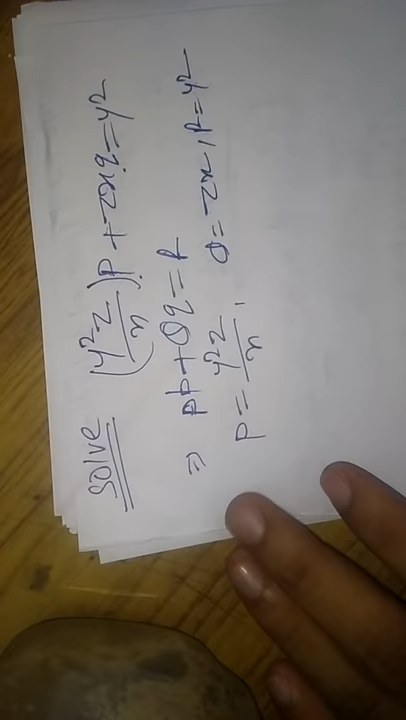 Solve (y²z/x)p + zxq = y²
⇒ Pp + Qq = R
P = y²z/x, Q = zx, R = y²